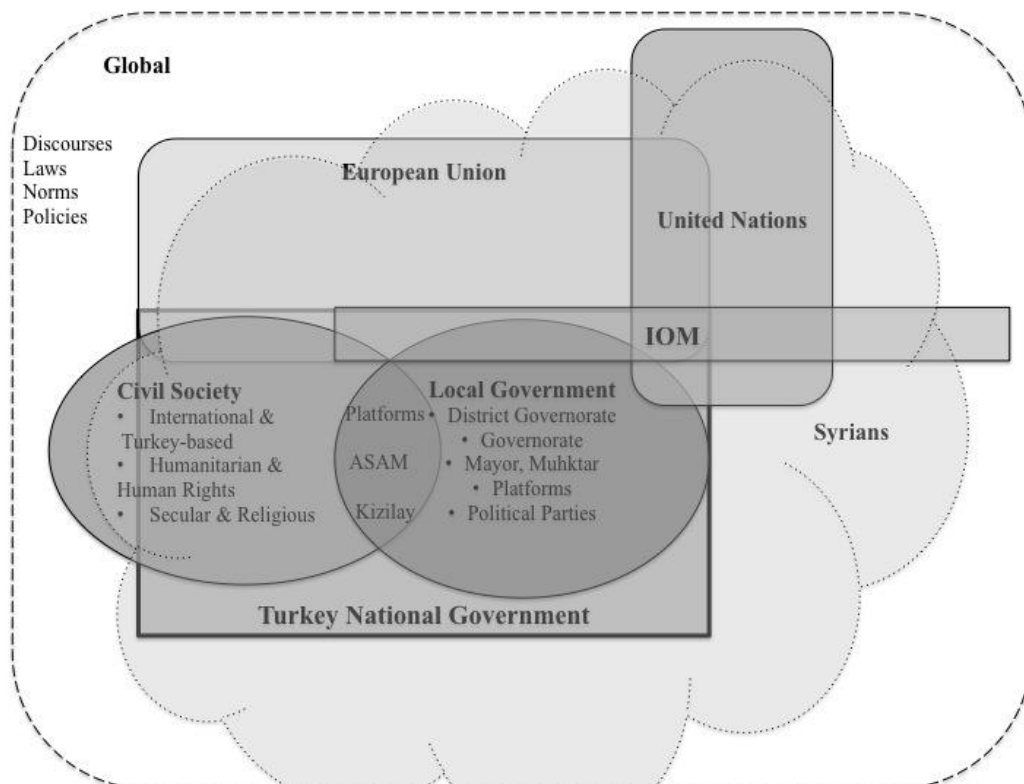 Global
Discourses
Laws
Norms
Policies
European Union
United Nations
IOM
Civil Society
• International &
Turkey-based
• Humanitarian &
Human Rights
• Secular & Religious
Platforms
ASAM
Kizilay
Local Government
• District Governorate
• Governorate
• Mayor, Muhktar
• Platforms
• Political Parties
Syrians
Turkey National Government